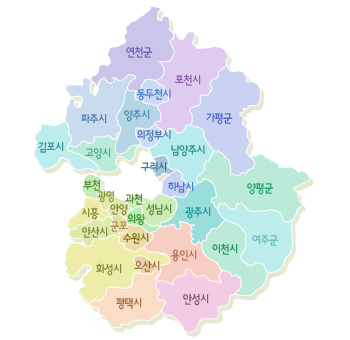 연천군
포천시
동두천시
파주시
양주시
가평군
의정부시
김포시
고양시
남양주시
구리시
부천
하남시
양평군
광명
과천
시흥
안양
성남시
광주시
의왕
군포
안산시
수원시
이천시
여주군
용인시
화성시
오산시
평택시
안성시